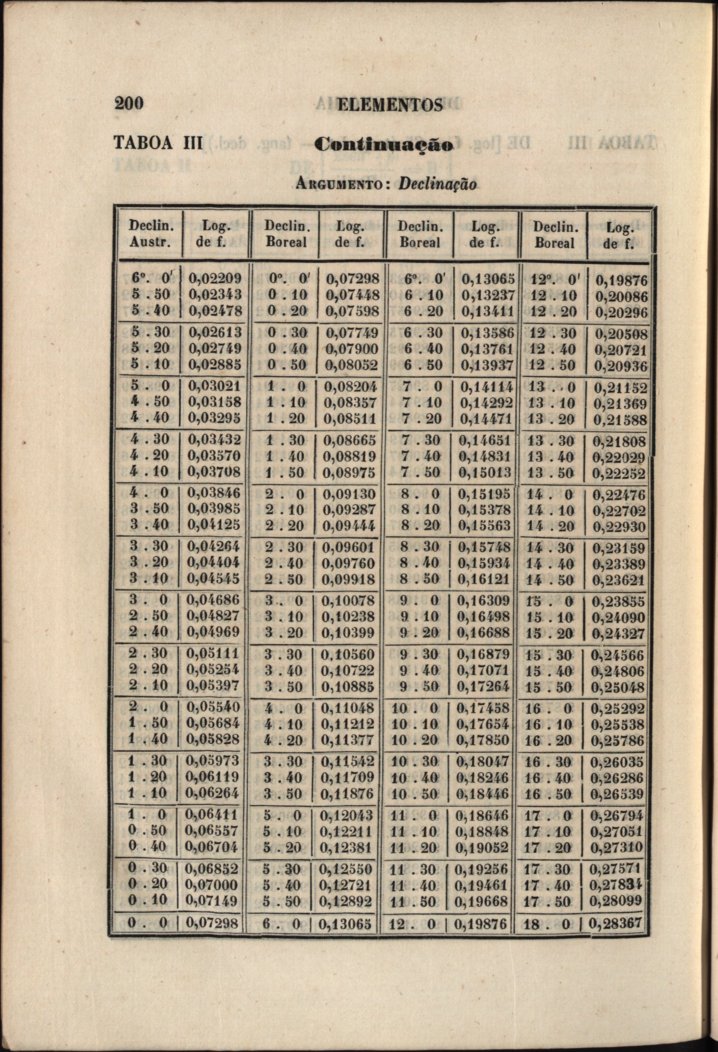 200 ELEMENTOS
TABOA III Continuação
ARGUMENTO: Declinação
Declin. Log. Declin. Log. Declin. Log. Declin. Log.
Austr. de f. Boreal de f. Boreal de f. Boreal de f.
6º. 0' 0,02209 0º. 0' 0,07298 6º. 0' 0,13065 12º. 0' 0,19876
5 . 50 0,02343 0 . 10 0,07448 6 . 10 0,13237 12 . 10 0,20086
5 . 40 0,02478 0 . 20 0,07598 6 . 20 0,13411 12 . 20 0,20296
5 . 30 0,02613 0 . 30 0,07749 6 . 30 0,13586 12 . 30 0,20508
5 . 20 0,02749 0 . 40 0,07900 6 . 40 0,13761 12 . 40 0,20721
5 . 10 0,02885 0 . 50 0,08052 6 . 50 0,13937 12 . 50 0,20936
5 . 0 0,03021 1 . 0 0,08204 7 . 0 0,14114 13 . 0 0,21152
4 . 50 0,03158 1 . 10 0,08357 7 . 10 0,14292 13 . 10 0,21369
4 . 40 0,03295 1 . 20 0,08511 7 . 20 0,14471 13 . 20 0,21588
4 . 30 0,03432 1 . 30 0,08665 7 . 30 0,14651 13 . 30 0,21808
4 . 20 0,03570 1 . 40 0,08819 7 . 40 0,14831 13 . 40 0,22029
4 . 10 0,03708 1 . 50 0,08975 7 . 50 0,15013 13 . 50 0,22252
4 . 0 0,03846 2 . 0 0,09130 8 . 0 0,15195 14 . 0 0,22476
3 . 50 0,03985 2 . 10 0,09287 8 . 10 0,15378 14 . 10 0,22702
3 . 40 0,04125 2 . 20 0,09444 8 . 20 0,15563 14 . 20 0,22930
3 . 30 0,04264 2 . 30 0,09601 8 . 30 0,15748 14 . 30 0,23159
3 . 20 0,04404 2 . 40 0,09760 8 . 40 0,15934 14 . 40 0,23389
3 . 10 0,04545 2 . 50 0,09918 8 . 50 0,16121 14 . 50 0,23621
3 . 0 0,04686 3 . 0 0,10078 9 . 0 0,16309 15 . 0 0,23855
2 . 50 0,04827 3 . 10 0,10238 9 . 10 0,16498 15 . 10 0,24090
2 . 40 0,04969 3 . 20 0,10399 9 . 20 0,16688 15 . 20 0,24327
2 . 30 0,05111 3 . 30 0,10560 9 . 30 0,16879 15 . 30 0,24566
2 . 20 0,05254 3 . 40 0,10722 9 . 40 0,17071 15 . 40 0,24806
2 . 10 0,05397 3 . 50 0,10885 9 . 50 0,17264 15 . 50 0,25048
2 . 0 0,05540 4 . 0 0,11048 10 . 0 0,17458 16 . 0 0,25292
1 . 50 0,05684 4 . 10 0,11212 10 . 10 0,17654 16 . 10 0,25538
1 . 40 0,05828 4 . 20 0,11377 10 . 20 0,17850 16 . 20 0,25786
1 . 30 0,05973 3 . 30 0,11542 10 . 30 0,18047 16 . 30 0,26035
1 . 20 0,06119 3 . 40 0,11709 10 . 40 0,18246 16 . 40 0,26286
1 . 10 0,06264 3 . 50 0,11876 10 . 50 0,18446 16 . 50 0,26539
1 . 0 0,06411 5 . 0 0,12043 11 . 0 0,18646 17 . 0 0,26794
0 . 50 0,06557 5 . 10 0,12211 11 . 10 0,18848 17 . 10 0,27051
0 . 40 0,06704 5 . 20 0,12381 11 . 20 0,19052 17 . 20 0,27310
0 . 30 0,06852 5 . 30 0,12550 11 . 30 0,19256 17 . 30 0,27571
0 . 20 0,07000 5 . 40 0,12721 11 . 40 0,19461 17 . 40 0,27834
0 . 10 0,07149 5 . 50 0,12892 11 . 50 0,19668 17 . 50 0,28099
0 . 0 0,07298 6 . 0 0,13065 12 . 0 0,19876 18 . 0 0,28367